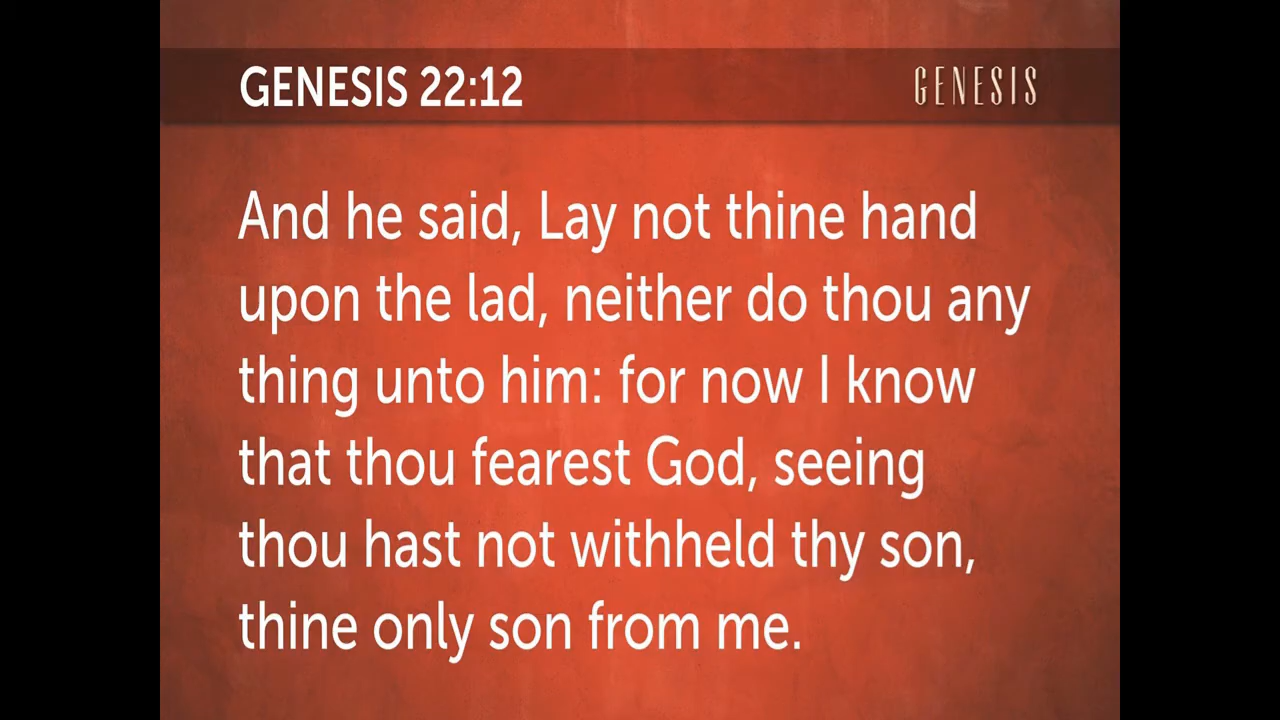 GENESIS 22:12
GENESIS
And he said, Lay not thine hand
upon the lad, neither do thou any
thing unto him: for now I know
that thou fearest God, seeing
thou hast not withheld thy son,
thine only son from me.